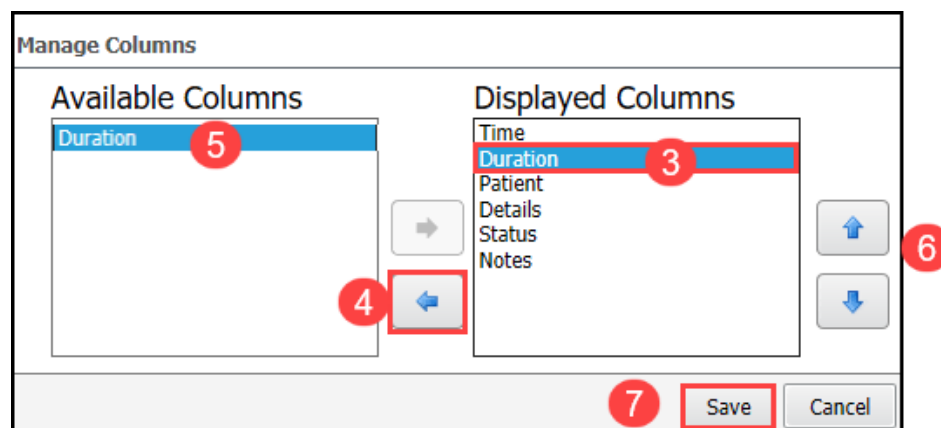 Manage Columns
Available Columns
Displayed Columns
Duration
5
Time
Duration
3
Patient
Details
Status
Notes
6
4
7
Save
Cancel